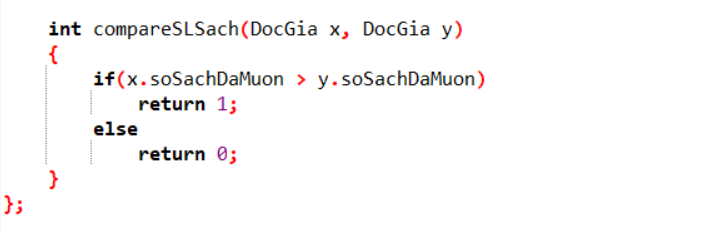 int compareSLSach(DocGia x, DocGia y)
{
if(x.soSachDaMuon > y.soSachDaMuon)
return 1;
else
return 0;
}
};